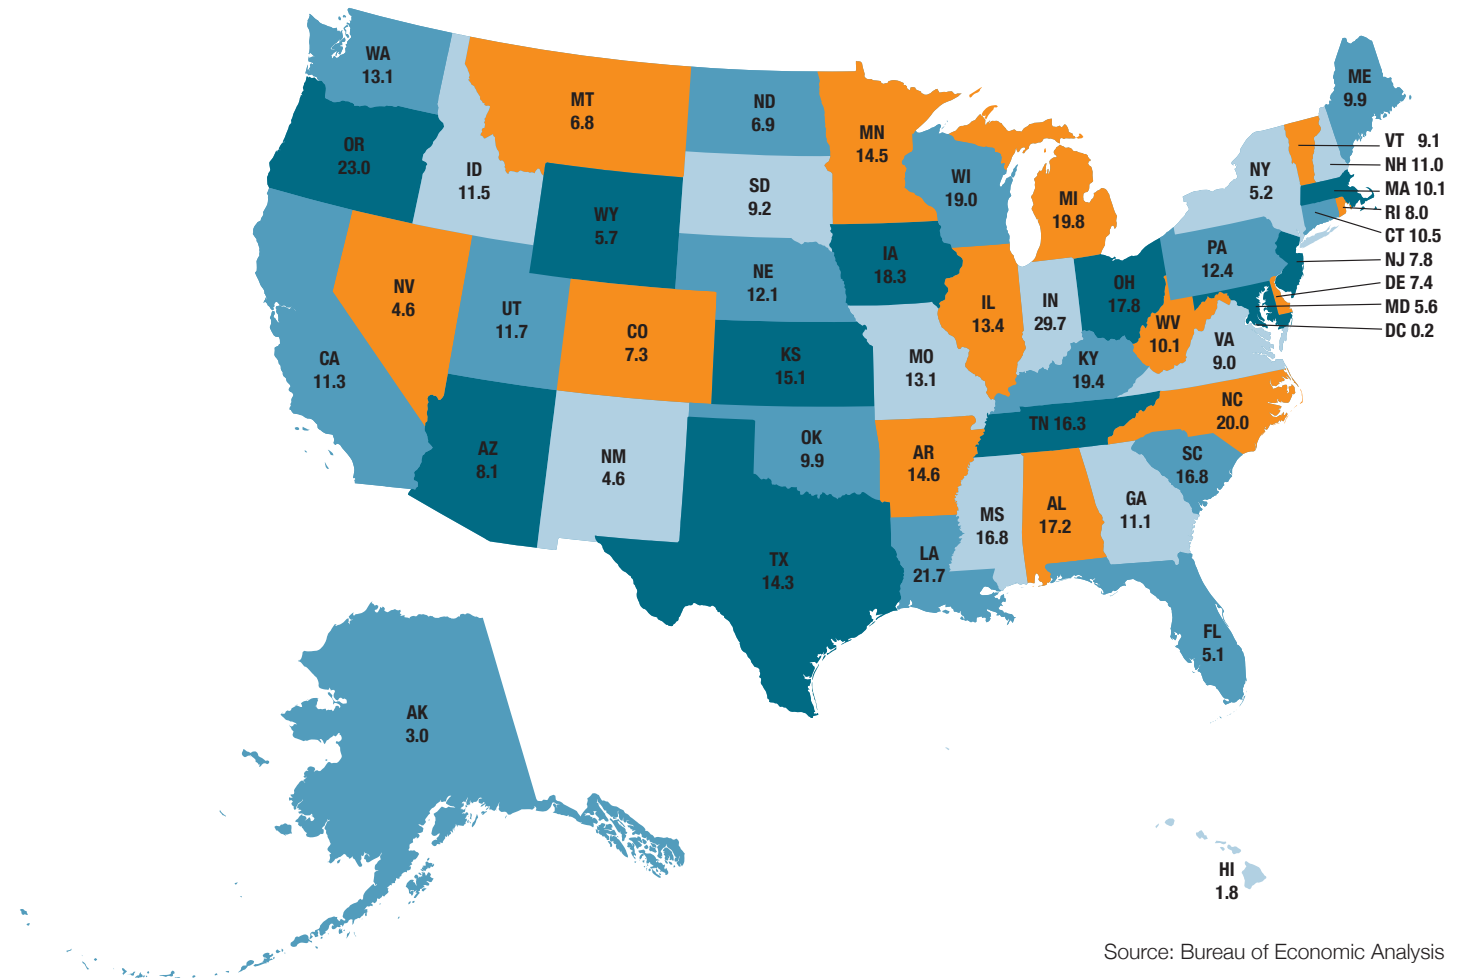 WA
13.1
MT
6.8
ND
6.9
MN
14.5
ME
9.9
OR
23.0
ID
11.5
WY
5.7
SD
9.2
WI
19.0
MI
19.8
NY
5.2
VT 9.1
NH 11.0
MA 10.1
RI 8.0
CT 10.5
NJ 7.8
DE 7.4
MD 5.6
DC 0.2
NV
4.6
UT
11.7
CO
7.3
NE
12.1
IA
18.3
IL
13.4
IN
29.7
OH
17.8
PA
12.4
WV
10.1
VA
9.0
CA
11.3
KS
15.1
MO
13.1
KY
19.4
NC
20.0
TN 16.3
AZ
8.1
NM
4.6
OK
9.9
AR
14.6
SC
16.8
MS
16.8
AL
17.2
GA
11.1
TX
14.3
LA
21.7
FL
5.1
AK
3.0
HI
1.8
Source: Bureau of Economic Analysis